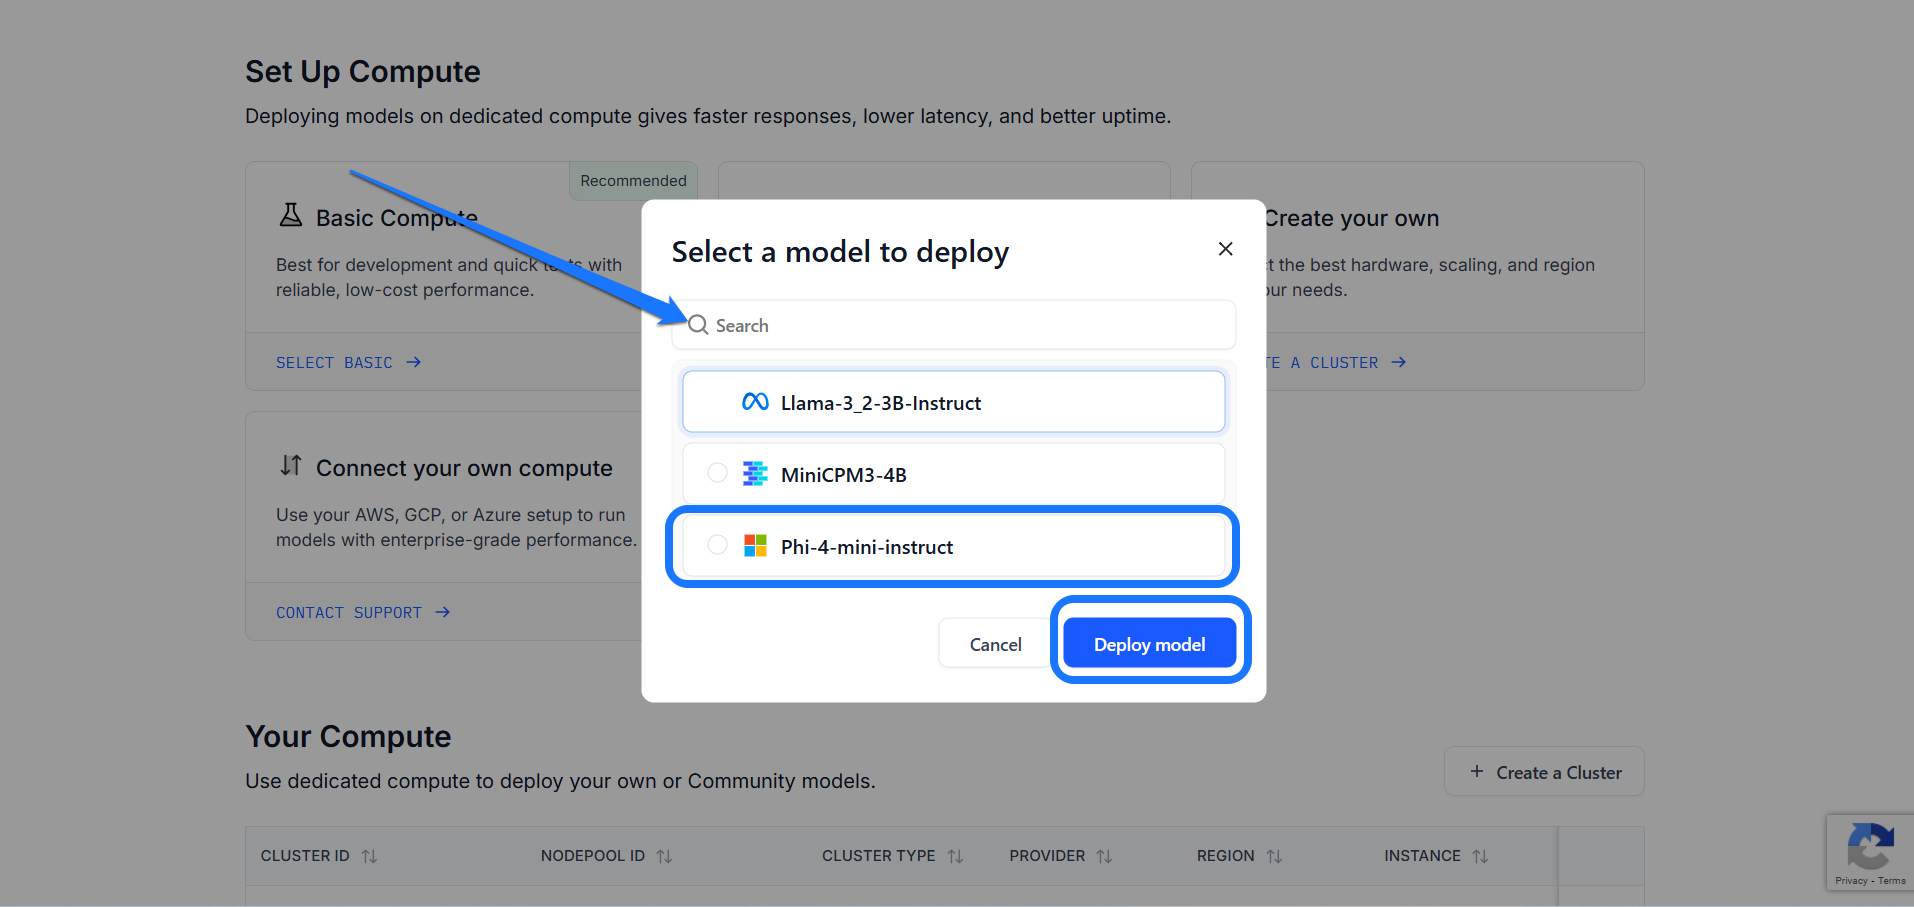 Set Up Compute
Deploying models on dedicated compute gives faster responses, lower latency, and better uptime.
Recommended
Basic Compute
Best for development and quick tests with
reliable, low-cost performance.
SELECT BASIC
Create your own
t the best hardware, scaling, and region
our needs.
TE A CLUSTER
Connect your own compute
Use your AWS, GCP, or Azure setup to run
models with enterprise-grade performance.
CONTACT SUPPORT
Select a model to deploy
Search
Llama-3_2-3B-Instruct
MiniCPM3-4B
Phi-4-mini-instruct
Cancel
Deploy model
Your Compute
Use dedicated compute to deploy your own or Community models.
+ Create a Cluster
CLUSTER ID
NODEPOOL ID
CLUSTER TYPE
PROVIDER
REGION
INSTANCE
Privacy - Terms